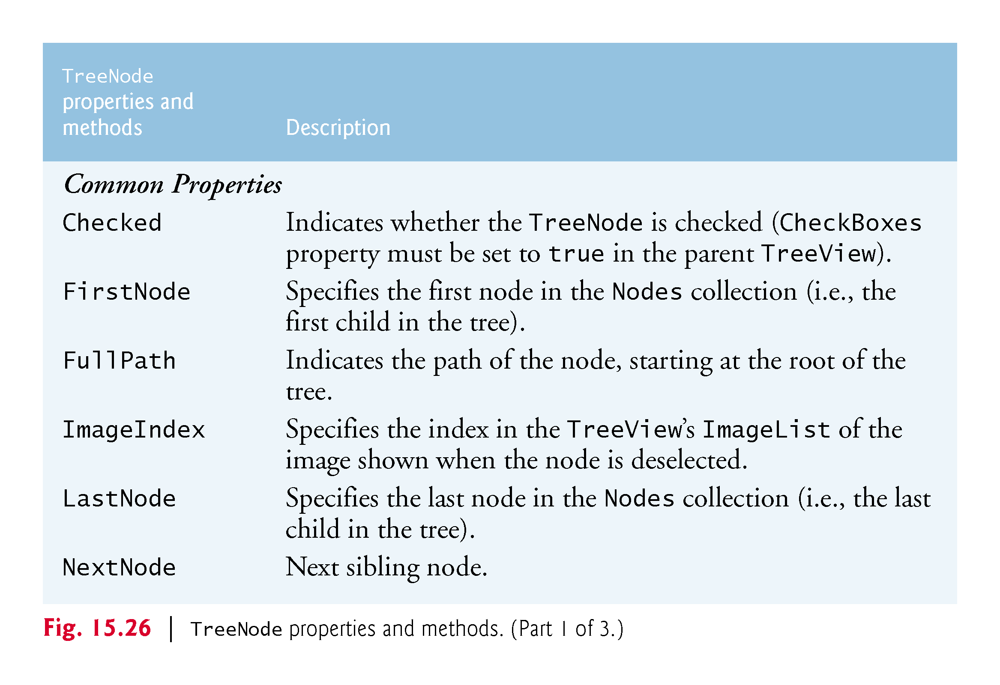 TreeNode
properties and
methods Description
Common Properties
Checked Indicates whether the TreeNode is checked (CheckBoxes
property must be set to true in the parent TreeView).
FirstNode Specifies the first node in the Nodes collection (i.e., the
first child in the tree).
FullPath Indicates the path of the node, starting at the root of the
tree.
ImageIndex Specifies the index in the TreeView’s ImageList of the
image shown when the node is deselected.
LastNode Specifies the last node in the Nodes collection (i.e., the last
child in the tree).
NextNode Next sibling node.
Fig. 15.26 | TreeNode properties and methods. (Part 1 of 3.)